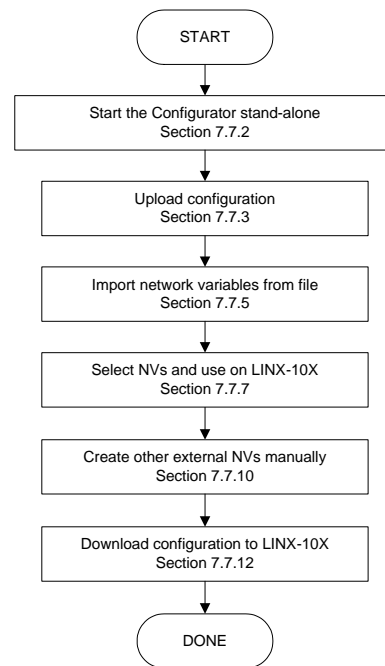 START
Start the Configurator stand-alone
Section 7.7.2
Upload configuration
Section 7.7.3
Import network variables from file
Section 7.7.5
Select NVs and use on LINX-10X
Section 7.7.7
Create other external NVs manually
Section 7.7.10
Download configuration to LINX-10X
Section 7.7.12
DONE